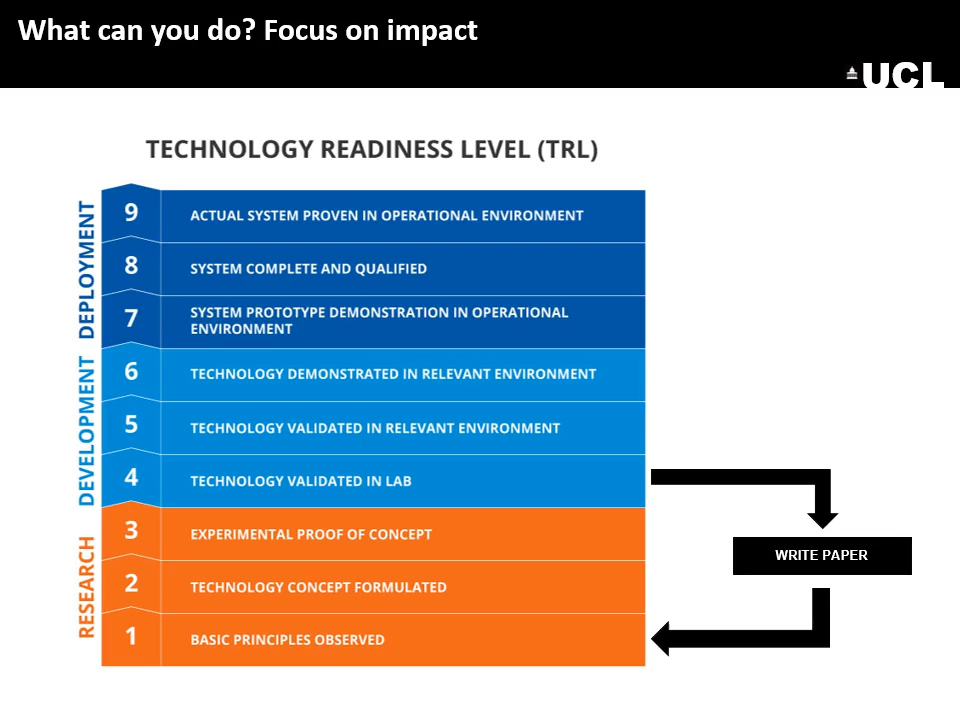 What can you do? Focus on impact
UCL
TECHNOLOGY READINESS LEVEL (TRL)
DEPLOYMENT
9 ACTUAL SYSTEM PROVEN IN OPERATIONAL ENVIRONMENT
8 SYSTEM COMPLETE AND QUALIFIED
7 SYSTEM PROTOTYPE DEMONSTRATION IN OPERATIONAL
ENVIRONMENT
DEVELOPMENT
6 TECHNOLOGY DEMONSTRATED IN RELEVANT ENVIRONMENT
5 TECHNOLOGY VALIDATED IN RELEVANT ENVIRONMENT
4 TECHNOLOGY VALIDATED IN LAB
RESEARCH
3 EXPERIMENTAL PROOF OF CONCEPT
2 TECHNOLOGY CONCEPT FORMULATED
1 BASIC PRINCIPLES OBSERVED
WRITE PAPER